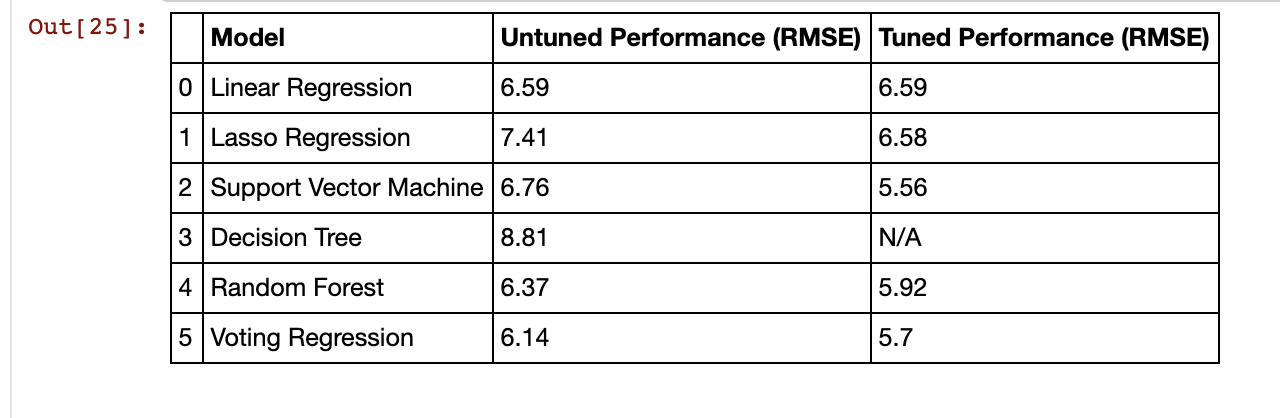 Out[25]:
Model Untuned Performance (RMSE) Tuned Performance (RMSE)
0 Linear Regression 6.59 6.59
1 Lasso Regression 7.41 6.58
2 Support Vector Machine 6.76 5.56
3 Decision Tree 8.81 N/A
4 Random Forest 6.37 5.92
5 Voting Regression 6.14 5.7